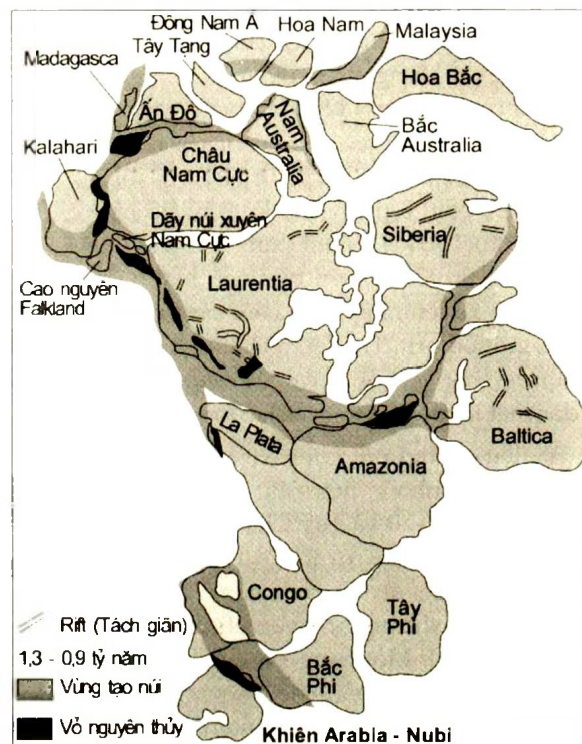 Đông Nam Á
Hoa Nam
Malaysia
Tây Tạng
Madagasca
Hoa Bắc
Ấn Độ
Nam
Australia
Bắc
Australia
Kalahari
Châu
Nam Cực
Dãy núi xuyên
Nam Cực
Siberia
Laurentia
Cao nguyên
Falkland
La Plata
Baltica
Amazonia
Congo
Tây
Phi
Bắc
Phi
Rift (Tách giãn)
1,3 - 0,9 tỷ năm
Vùng tạo núi
Vỏ nguyên thủy
Khiên Arabia - Nubi